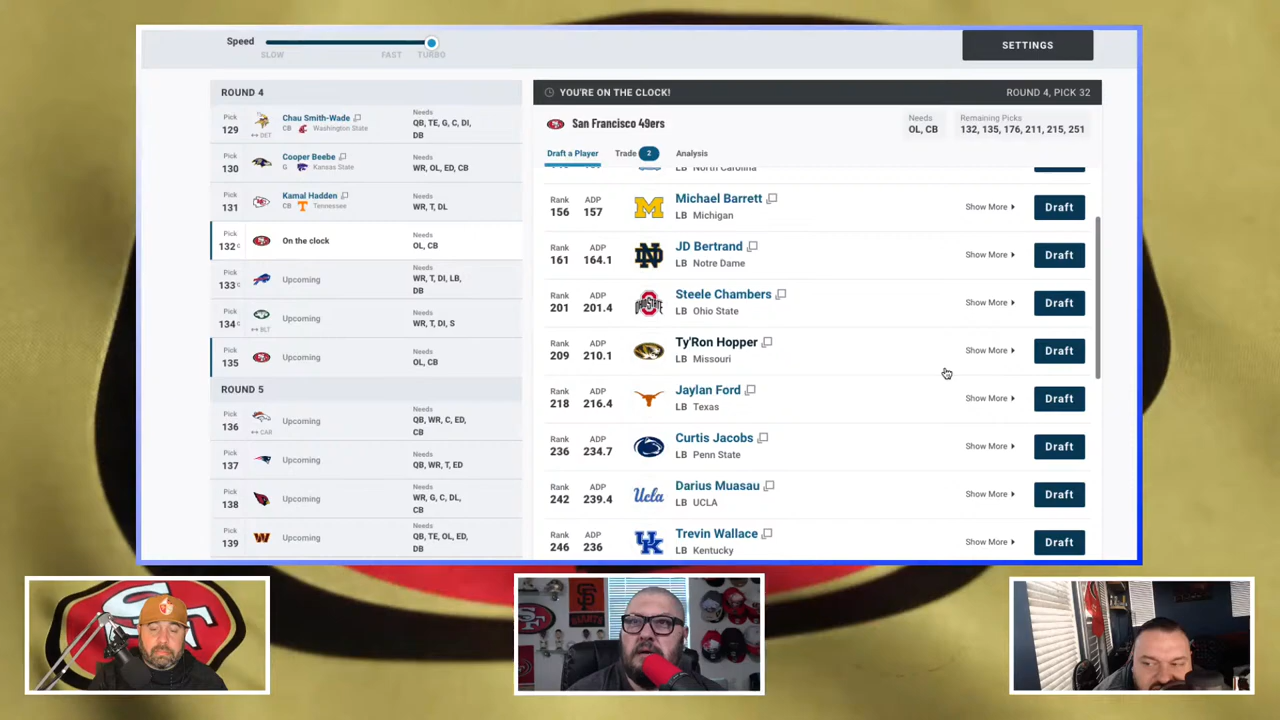 Speed
SLOW FAST TURBO
SETTINGS
ROUND 4
Pick 129 DET Chau Smith-Wade CB Washington State Needs QB, TE, G, C, DI, DB
Pick 130 Cooper Beebe G Kansas State Needs WR, OL, ED, CB
Pick 131 Kamal Hadden CB Tennessee Needs WR, T, DL
Pick 132 C On the clock Needs OL, CB
Pick 133 C Upcoming Needs WR, T, DI, LB, DB
Pick 134 C BLT Upcoming Needs WR, T, DI, S
Pick 135 Upcoming Needs OL, CB
ROUND 5
Pick 136 CAR Upcoming Needs QB, WR, C, ED, CB
Pick 137 Upcoming Needs QB, WR, T, ED
Pick 138 Upcoming Needs WR, G, C, DL, CB
Pick 139 Upcoming Needs QB, TE, OL, ED, DB
YOU'RE ON THE CLOCK! ROUND 4, PICK 32
San Francisco 49ers
Needs OL, CB
Remaining Picks 132, 135, 176, 211, 215, 251
Draft a Player Trade 2 Analysis
LB North Carolina
Rank 156 ADP 157 Michael Barrett LB Michigan Show More Draft
Rank 161 ADP 164.1 JD Bertrand LB Notre Dame Show More Draft
Rank 201 ADP 201.4 Steele Chambers LB Ohio State Show More Draft
Rank 209 ADP 210.1 Ty'Ron Hopper LB Missouri Show More Draft
Rank 218 ADP 216.4 Jaylan Ford LB Texas Show More Draft
Rank 236 ADP 234.7 Curtis Jacobs LB Penn State Show More Draft
Rank 242 ADP 239.4 Darius Muasau LB UCLA Show More Draft
Rank 246 ADP 236 Trevin Wallace LB Kentucky Show More Draft